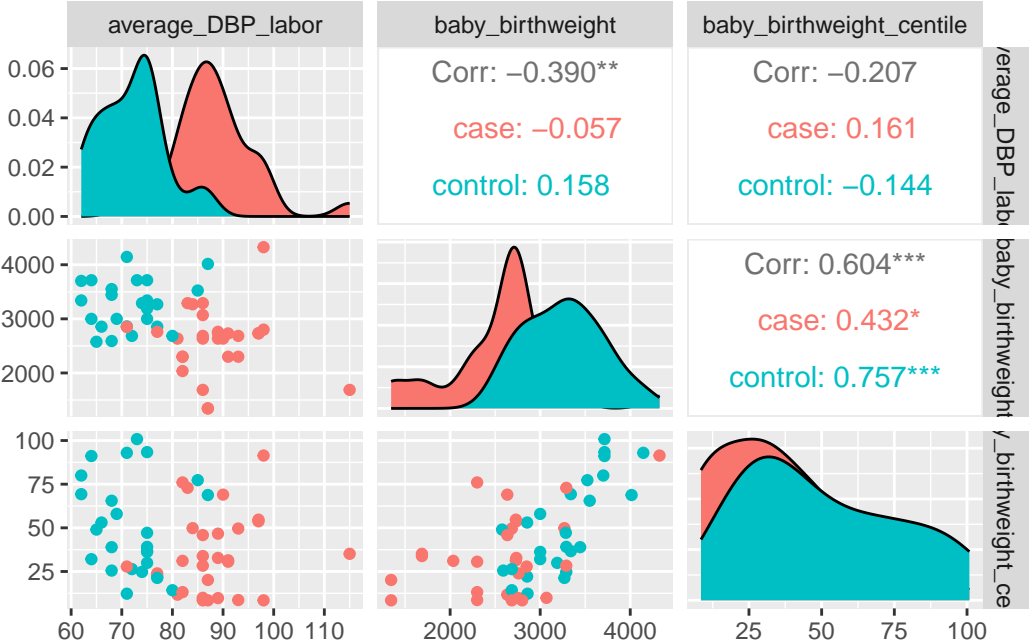 average_DBP_labor
baby_birthweight
baby_birthweight_centile
0.06
0.04
0.02
0.00
Corr: −0.390**
case: −0.057
control: 0.158
Corr: −0.207
case: 0.161
control: −0.144
verage_DBP_lab
4000
3000
2000
Corr: 0.604***
case: 0.432*
control: 0.757***
baby_birthweight
100
75
50
25
y_birthweight_ce
60 70 80 90 100 110
2000 3000 4000
25 50 75 100